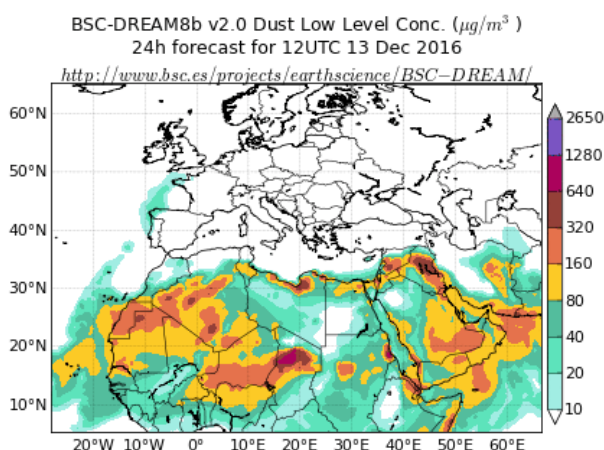 BSC-DREAM8b v2.0 Dust Low Level Conc. (μg/m³ )
24h forecast for 12UTC 13 Dec 2016
http://www.bsc.es/projects/earthscience/BSC−DREAM/
60°N
50°N
40°N
30°N
20°N
10°N
20°W 10°W 0° 10°E 20°E 30°E 40°E 50°E 60°E
2650
1280
640
320
160
80
40
20
10